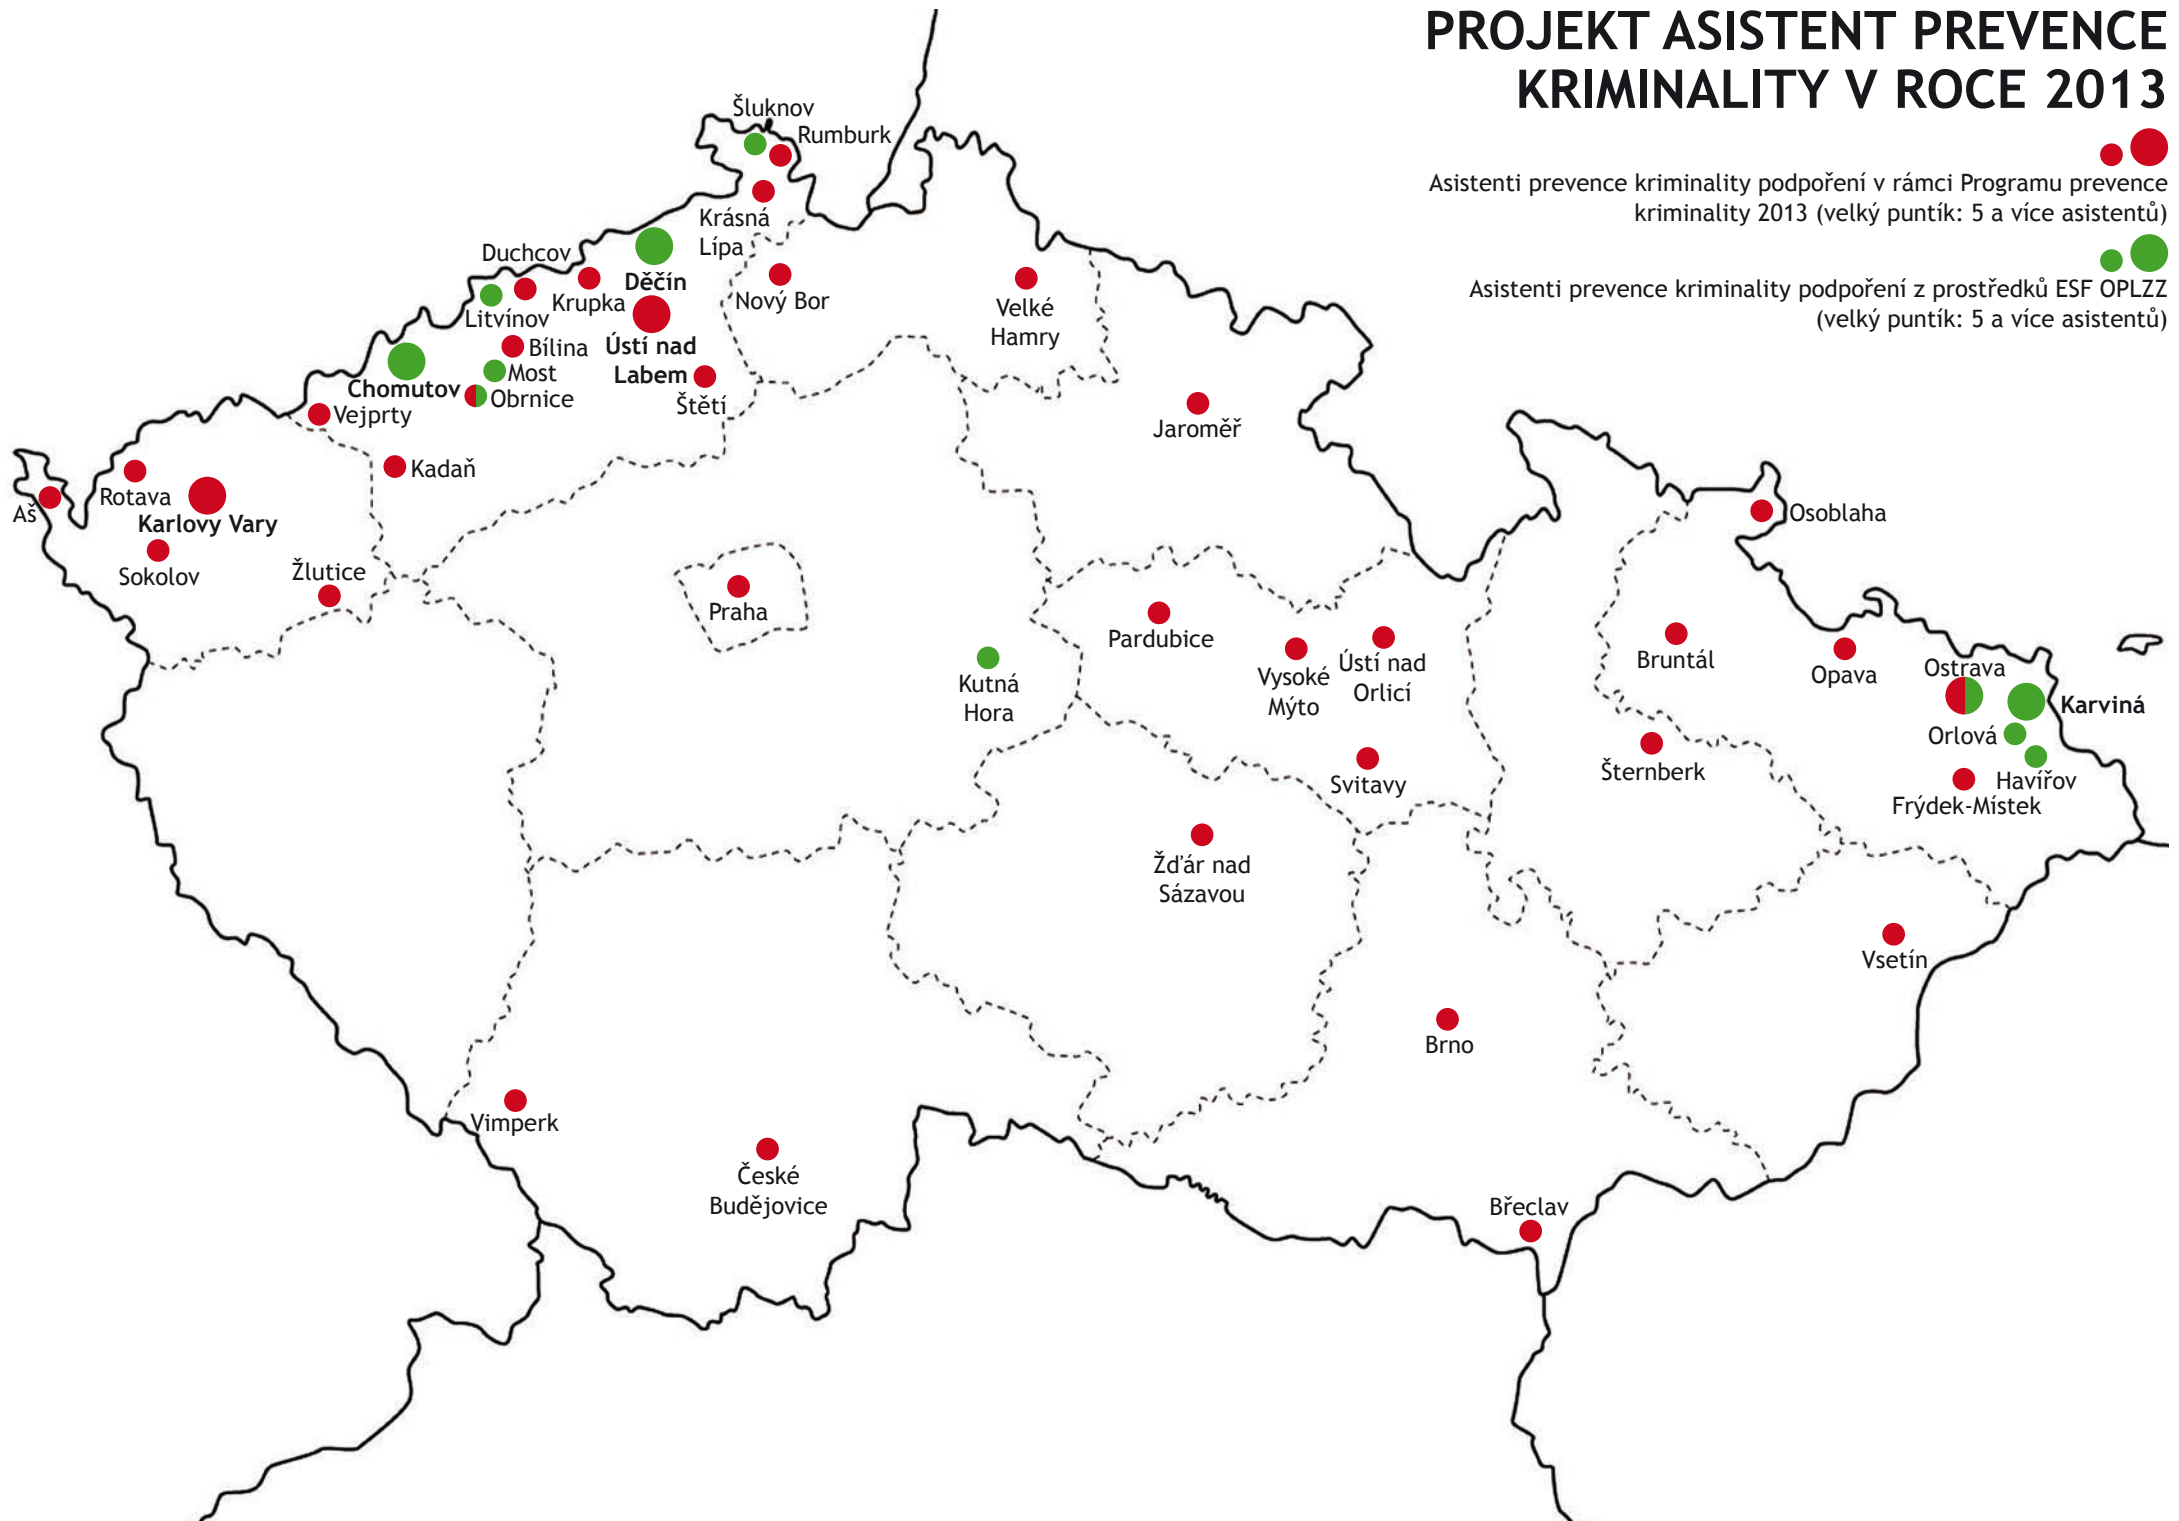 PROJEKT ASISTENT PREVENCE
KRIMINALITY V ROCE 2013
Asistenti prevence kriminality podpoření v rámci Programu prevence
kriminality 2013 (velký puntík: 5 a více asistentů)
Asistenti prevence kriminality podpoření z prostředků ESF OPLZZ
(velký puntík: 5 a více asistentů)
Šluknov
Rumburk
Krásná
Lípa
Duchcov
Děčín
Krupka
Nový Bor
Velké
Hamry
Litvínov
Bílina
Ústí nad
Labem
Most
Chomutov
Obrnice
Štětí
Vejprty
Jaroměř
Kadaň
Rotava
Aš
Karlovy Vary
Osoblaha
Sokolov
Žlutice
Praha
Pardubice
Vysoké
Mýto
Ústí nad
Orlicí
Bruntál
Opava
Ostrava
Kutná
Hora
Karviná
Orlová
Svitavy
Šternberk
Havířov
Frýdek-Místek
Žďár nad
Sázavou
Vsetín
Brno
Vimperk
České
Budějovice
Břeclav